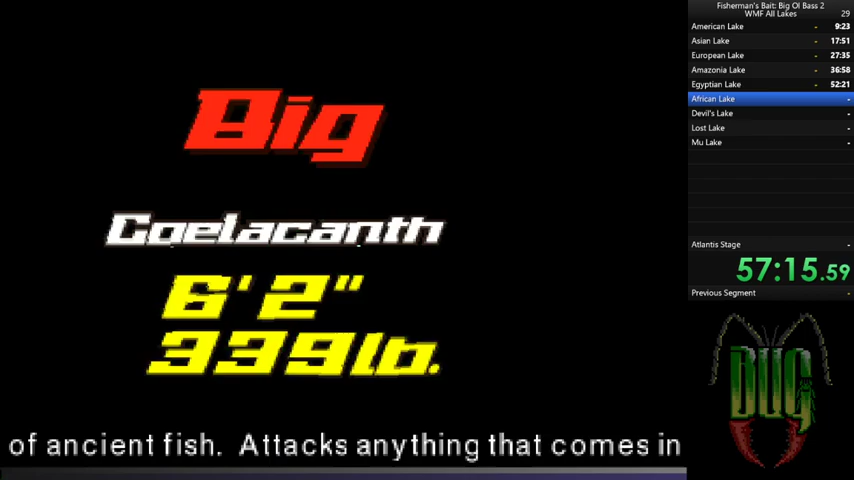 Big
Coelacanth
6' 2"
339lb.
of ancient fish.  Attacks anything that comes in
Fisherman's Bait: Big Ol Bass 2
WMF All Lakes 29
American Lake - 9:23
Asian Lake - 17:51
European Lake - 27:35
Amazonia Lake - 36:58
Egyptian Lake - 52:21
African Lake -
Devil's Lake -
Lost Lake -
Mu Lake -
Atlantis Stage -
57:15.59
Previous Segment -
BUG